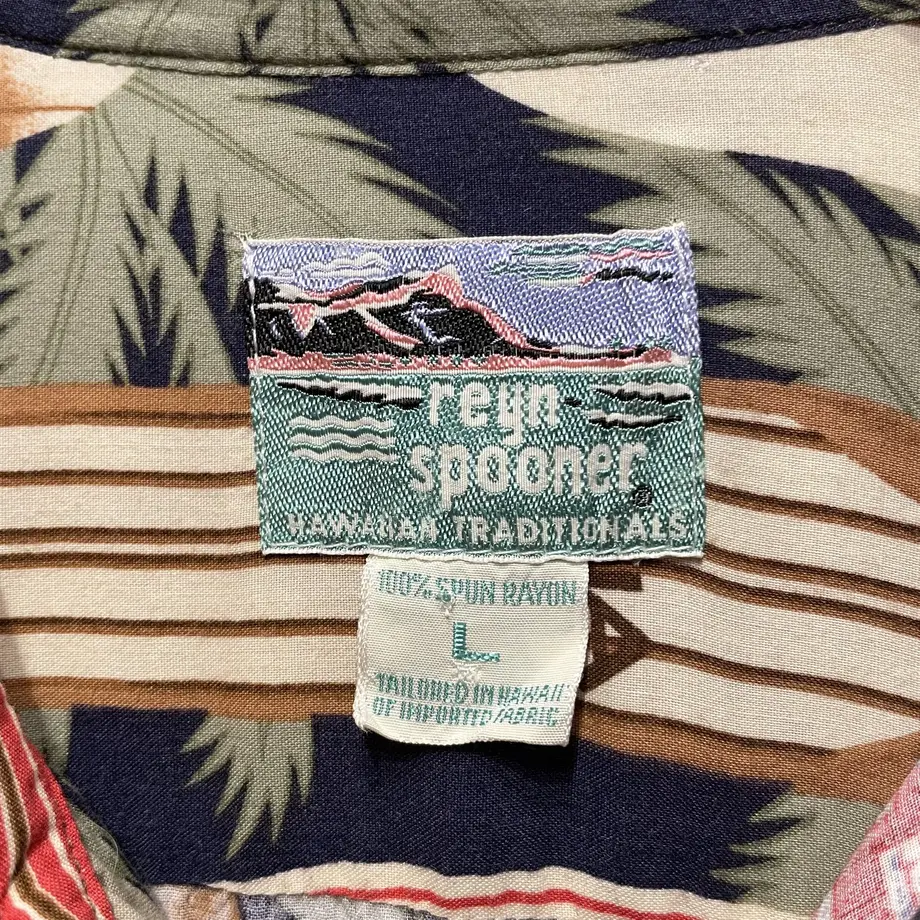 reyn
spooner®
HAWAIIAN TRADITIONALS
100% SPUN RAYON
L
TAILORED IN HAWAII
OF IMPORTED FABRIC